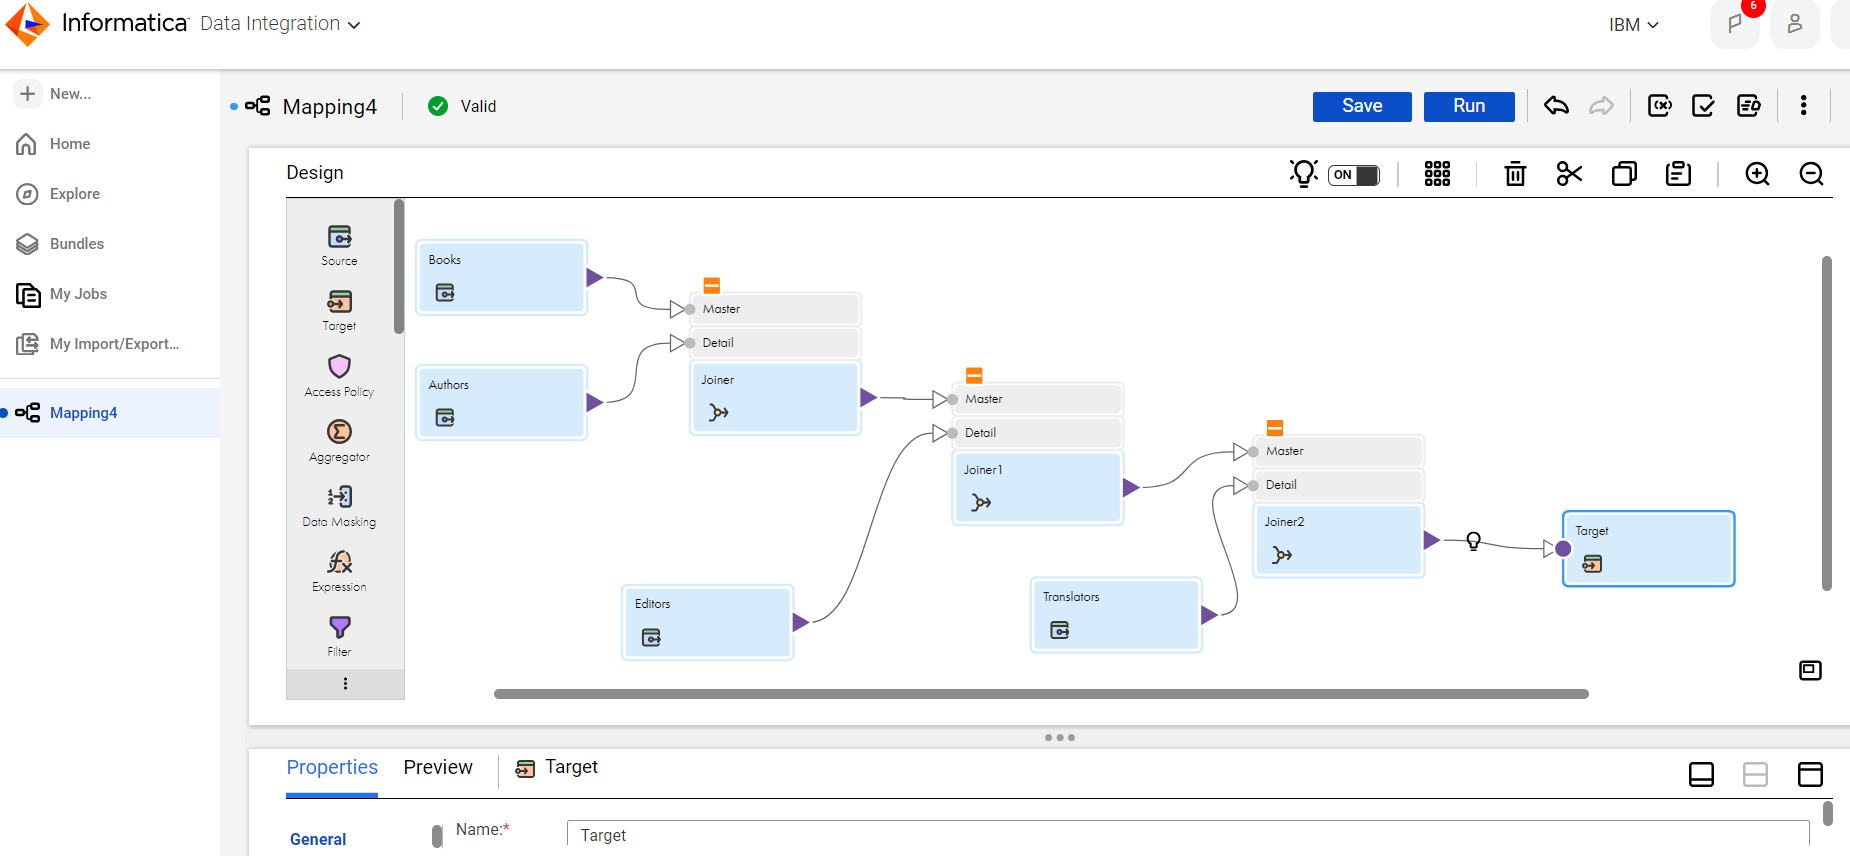 Informatica Data Integration
IBM
6
New...
Home
Explore
Bundles
My Jobs
My Import/Export...
Mapping4
Mapping4
Valid
Save
Run
Design
ON
Source
Target
Access Policy
Aggregator
Data Masking
Expression
Filter
Books
Authors
Master
Detail
Joiner
Master
Detail
Joiner1
Editors
Master
Detail
Joiner2
Translators
Target
Properties
Preview
Target
General
Name:*
Target